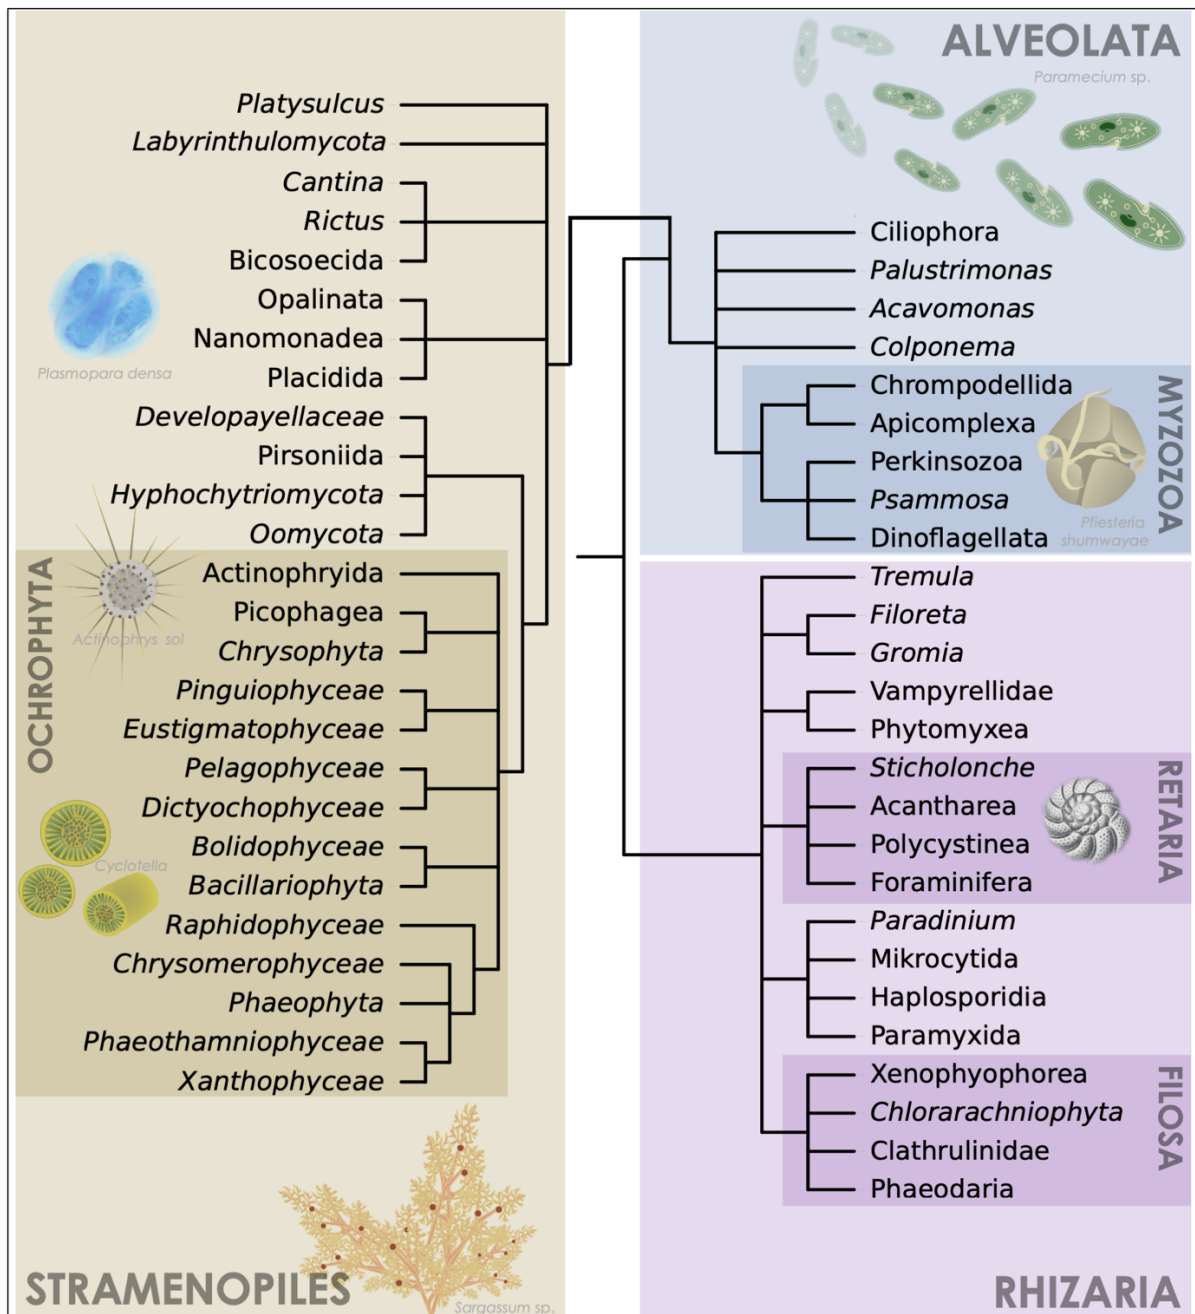 ALVEOLATA
Paramecium sp.
Platysulcus
Labyrinthulomycota
Cantina
Rictus
Bicosoecida
Opalinata
Nanomonadea
Placidida
Plasmopara densa
Developayellaceae
Pirsoniida
Hyphochytriomycota
Oomycota
OCHROPHYTA
Actinophryida
Picophagea
Actinophrys sol
Chrysophyta
Pinguiophyceae
Eustigmatophyceae
Pelagophyceae
Dictyochophyceae
Bolidophyceae
Cyclotella
Bacillariophyta
Raphidophyceae
Chrysomerophyceae
Phaeophyta
Phaeothamniophyceae
Xanthophyceae
STRAMENOPILES
Sargassum sp.
Ciliophora
Palustrimonas
Acavomonas
Colponema
MYZOZOA
Chrompodellida
Apicomplexa
Perkinsozoa
Psammosa
Dinoflagellata
Pfiesteria
shumwayae
Tremula
Filoreta
Gromia
Vampyrellidae
Phytomyxea
RETARIA
Sticholonche
Acantharea
Polycystinea
Foraminifera
Paradinium
Mikrocytida
Haplosporidia
Paramyxida
FILOSA
Xenophyophorea
Chlorarachniophyta
Clathrulinidae
Phaeodaria
RHIZARIA